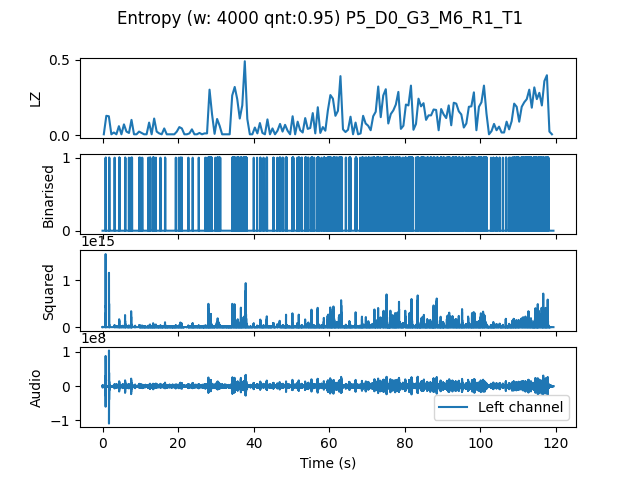 Entropy (w: 4000 qnt:0.95) P5_D0_G3_M6_R1_T1
0.5
0.0
LZ
1
0
Binarised
1e15
1
0
Squared
1e8
1
0
−1
Audio
Left channel
0 20 40 60 80 100 120
Time (s)